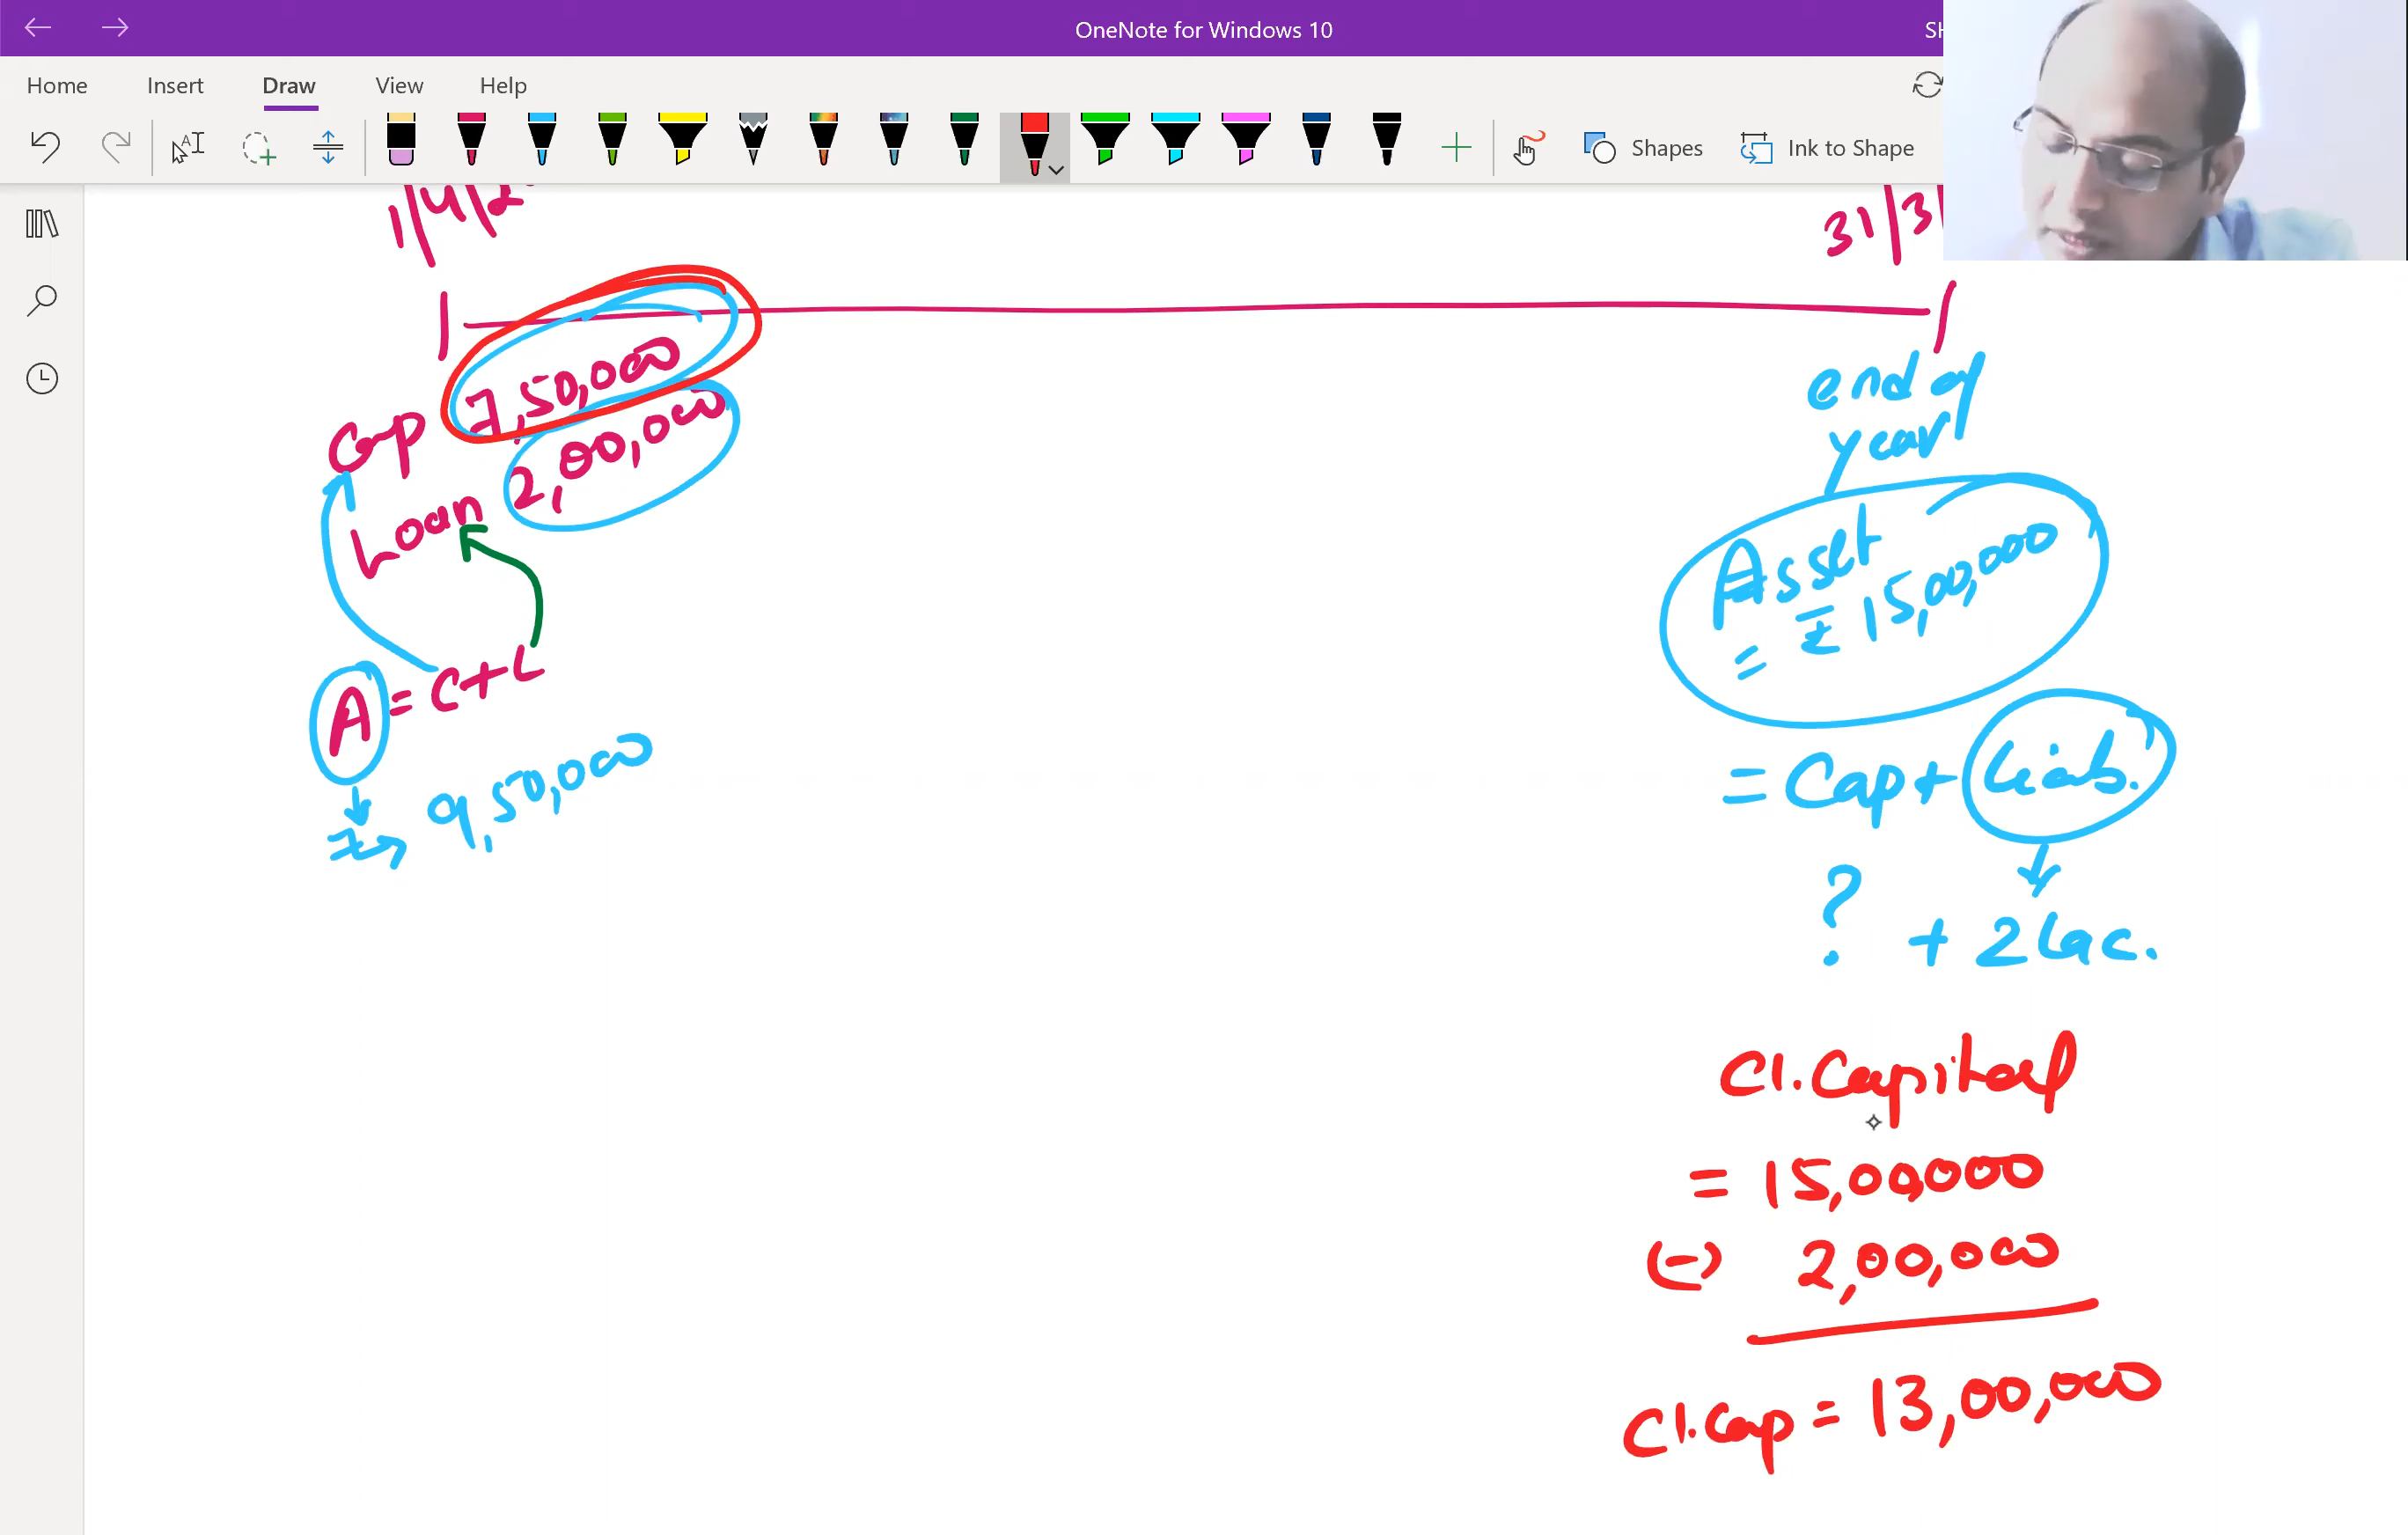 OneNote for Windows 10
SH
Home Insert Draw View Help
Shapes Ink to Shape
1/4/2
31/3/
Cap 7,50,000
Loan 2,00,000
A = C+L
9,50,000
end of
year
Asset
= ₹ 15,00,000
= Cap + Liab.
? + 2 Lac.
Cl. Capital
= 15,00,000
(-) 2,00,000
Cl. Cap = 13,00,000